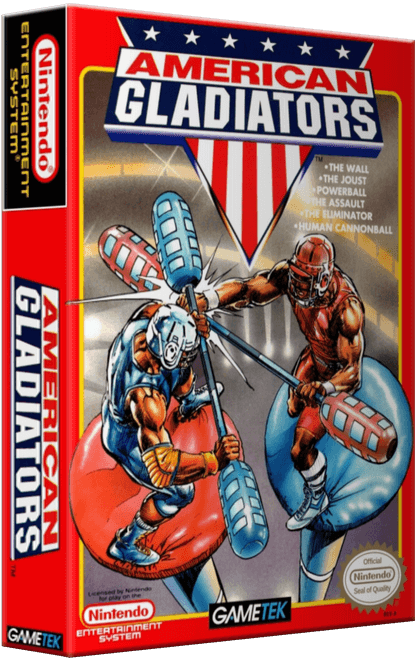 Nintendo®
ENTERTAINMENT
SYSTEM®
AMERICAN
GLADIATORS
™
GAMETEK
AMERICAN
GLADIATORS
™
•THE WALL
•THE JOUST
•POWERBALL
•THE ASSAULT
•THE ELIMINATOR
•HUMAN CANNONBALL
Licensed by Nintendo
for play on the
Nintendo
ENTERTAINMENT
SYSTEM
GAMETEK
Official
Nintendo
Seal of Quality